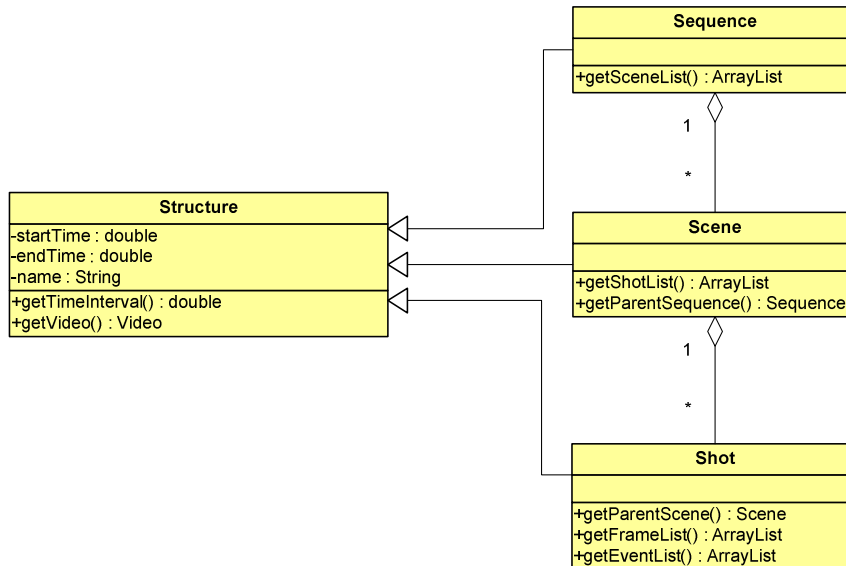 Sequence
+getSceneList() : ArrayList
1
*
Structure
-startTime : double
-endTime : double
-name : String
+getTimeInterval() : double
+getVideo() : Video
Scene
+getShotList() : ArrayList
+getParentSequence() : Sequence
1
*
Shot
+getParentScene() : Scene
+getFrameList() : ArrayList
+getEventList() : ArrayList